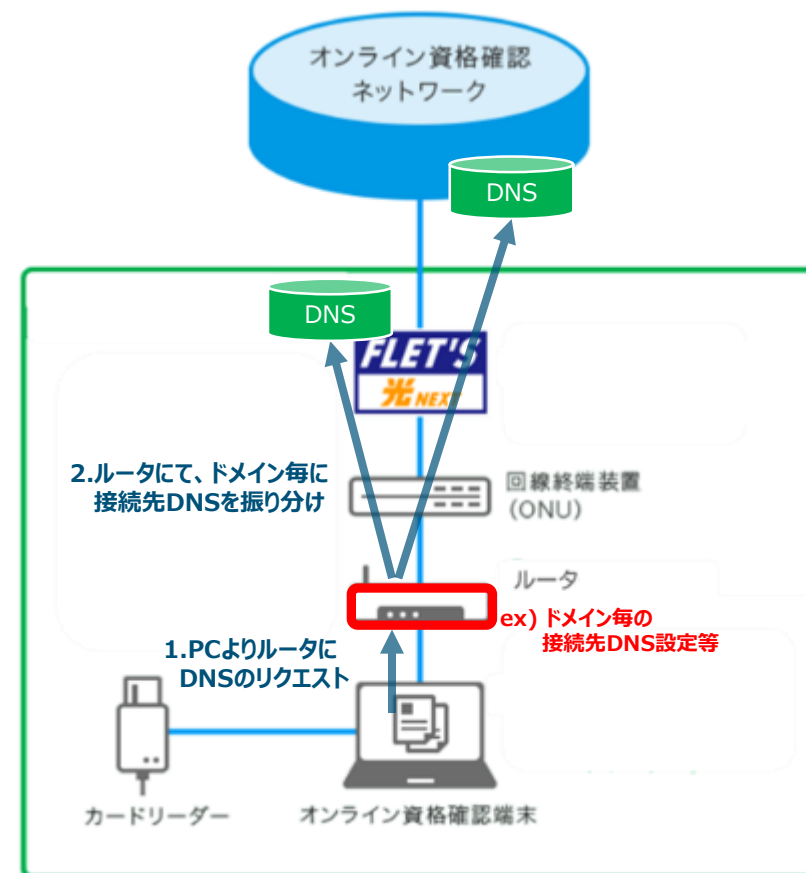 オンライン資格確認
ネットワーク
DNS
DNS
FLET'S
光 NEXT
2.ルータにて、ドメイン毎に
接続先DNSを振り分け
回線終端装置
(ONU)
ルータ
ex) ドメイン毎の
接続先DNS設定等
1.PCよりルータに
DNSのリクエスト
カードリーダー
オンライン資格確認端末